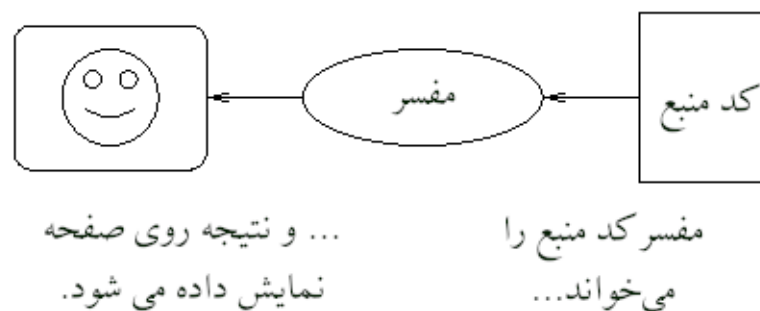 کد منبع
مفسر
مفسر کد منبع را
می‌خواند...
... و نتیجه روی صفحه
نمایش داده می شود.